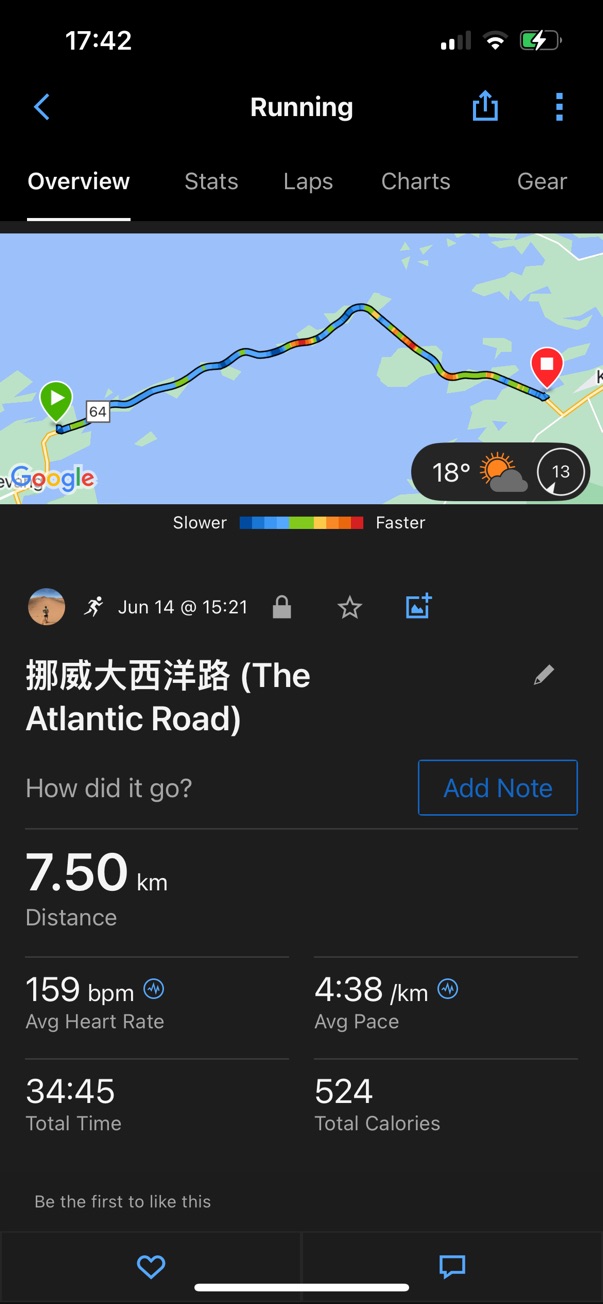 17:42
Running
Overview Stats Laps Charts Gear
64
Google
18° 13
Slower Faster
Jun 14 @ 15:21
挪威大西洋路 (The
Atlantic Road)
How did it go? Add Note
7.50 km
Distance
159 bpm 4:38 /km
Avg Heart Rate Avg Pace
34:45 524
Total Time Total Calories
Be the first to like this